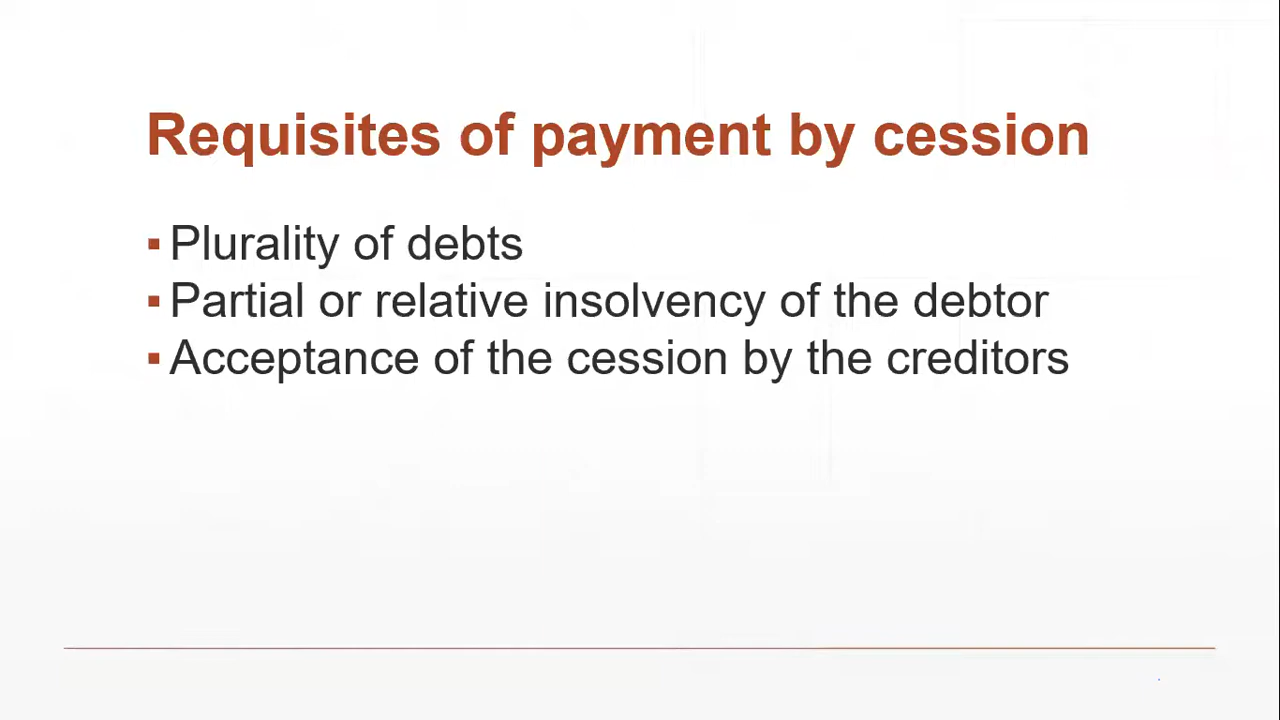 Requisites of payment by cession
▪Plurality of debts
▪Partial or relative insolvency of the debtor
▪Acceptance of the cession by the creditors